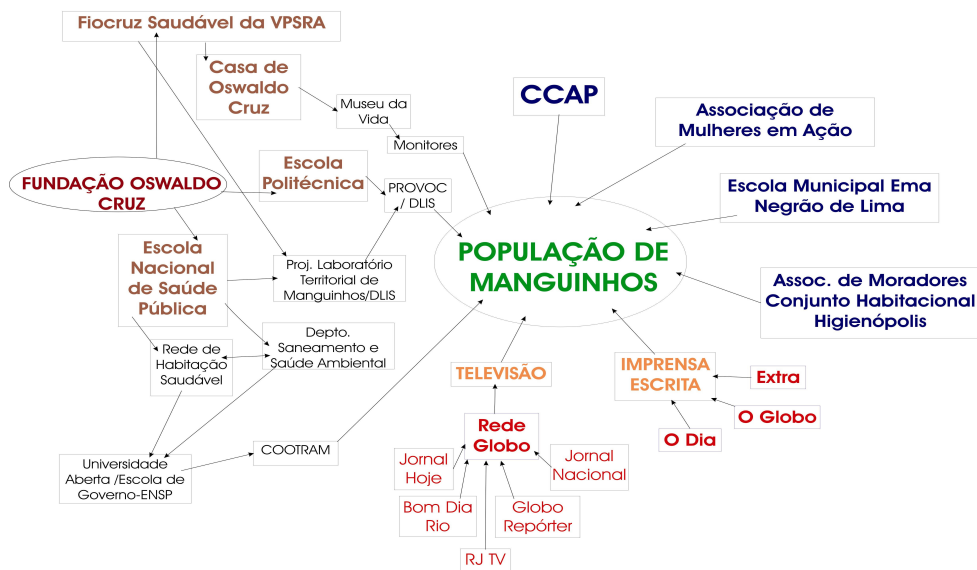 Fiocruz Saudável da VPSRA
Casa de
Oswaldo
Cruz
Museu da
Vida
Monitores
CCAP
Associação de
Mulheres em Ação
Escola
Politécnica
PROVOC
/ DLIS
FUNDAÇÃO OSWALDO
CRUZ
Escola Municipal Ema
Negrão de Lima
Escola
Nacional
de Saúde
Pública
Proj. Laboratório
Territorial de
Manguinhos/DLIS
POPULAÇÃO DE
MANGUINHOS
Assoc. de Moradores
Conjunto Habitacional
Higienópolis
Rede de
Habitação
Saudável
Depto.
Saneamento e
Saúde Ambiental
TELEVISÃO
IMPRENSA
ESCRITA
Extra
O Globo
O Dia
Rede
Globo
Universidade
Aberta /Escola de
Governo-ENSP
COOTRAM
Jornal
Hoje
Jornal
Nacional
Bom Dia
Rio
Globo
Repórter
RJ TV